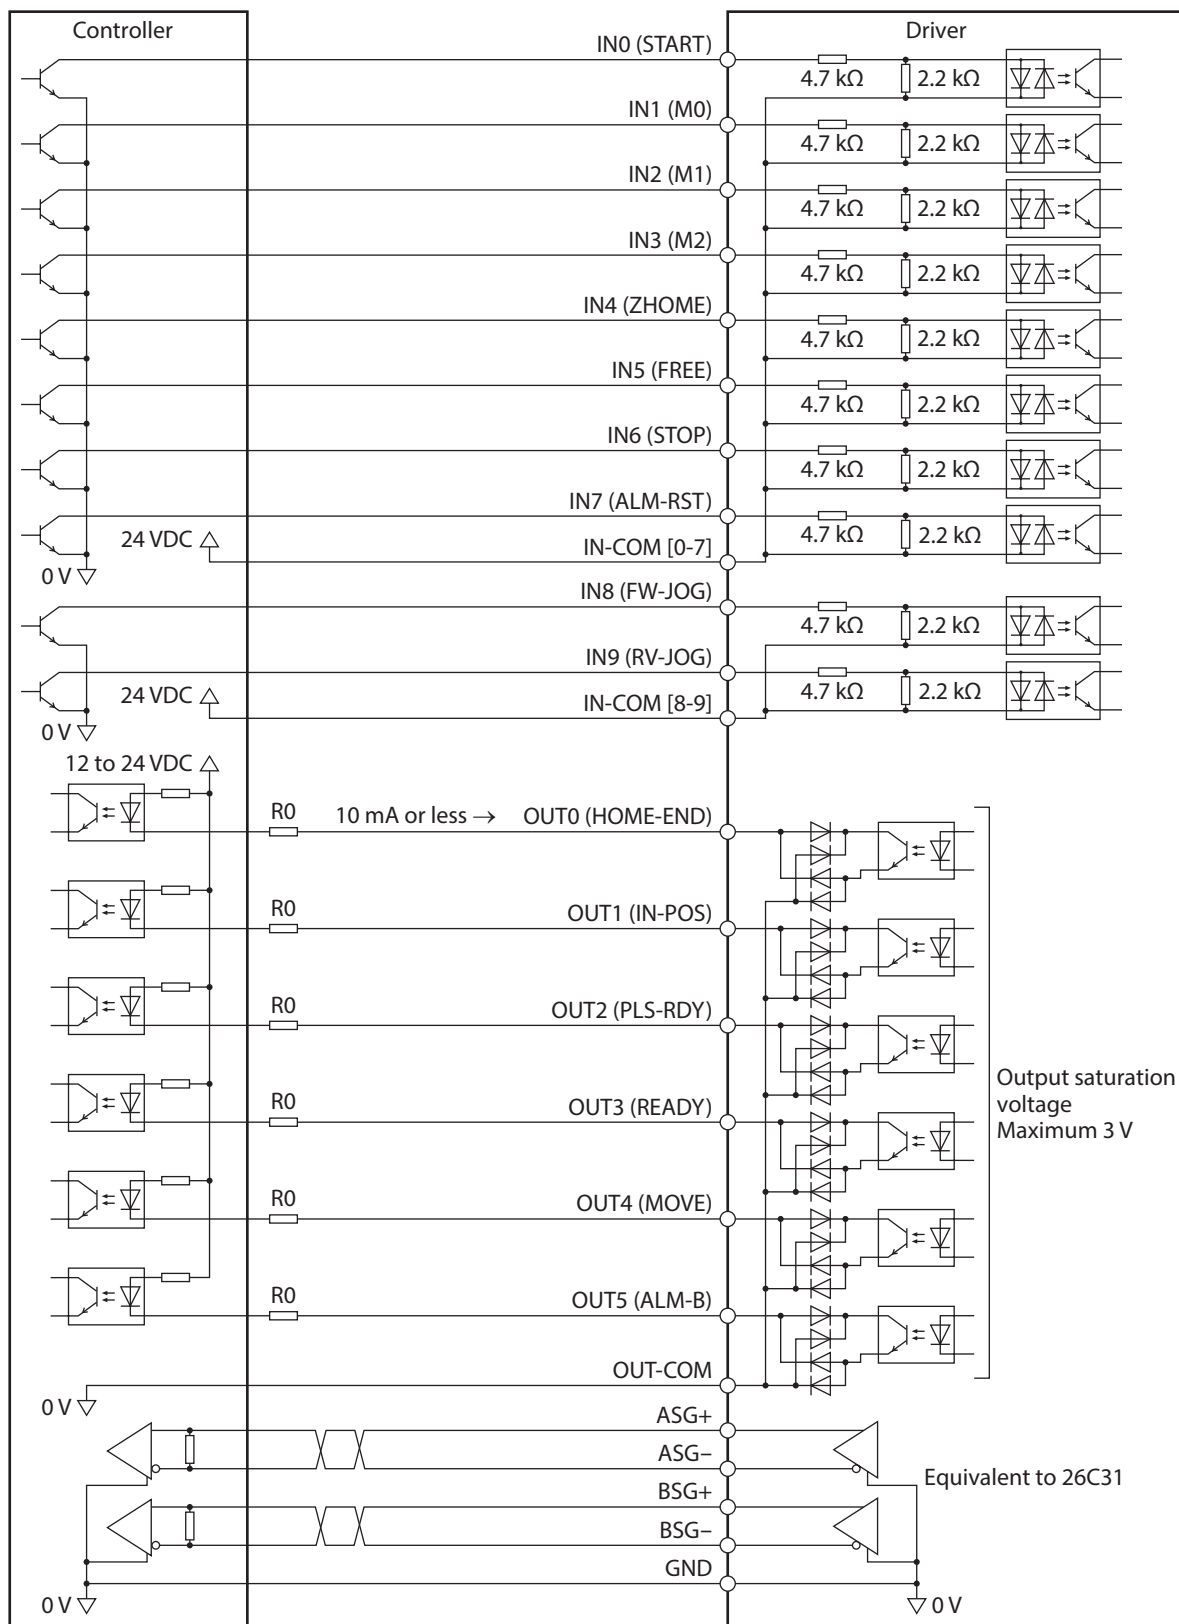 Controller
Driver
IN0 (START)
4.7 kΩ
2.2 kΩ
IN1 (M0)
4.7 kΩ
2.2 kΩ
IN2 (M1)
4.7 kΩ
2.2 kΩ
IN3 (M2)
4.7 kΩ
2.2 kΩ
IN4 (ZHOME)
4.7 kΩ
2.2 kΩ
IN5 (FREE)
4.7 kΩ
2.2 kΩ
IN6 (STOP)
4.7 kΩ
2.2 kΩ
IN7 (ALM-RST)
4.7 kΩ
2.2 kΩ
24 VDC
IN-COM [0-7]
0 V
IN8 (FW-JOG)
4.7 kΩ
2.2 kΩ
IN9 (RV-JOG)
4.7 kΩ
2.2 kΩ
24 VDC
IN-COM [8-9]
0 V
12 to 24 VDC
R0
10 mA or less →
OUT0 (HOME-END)
R0
OUT1 (IN-POS)
R0
OUT2 (PLS-RDY)
R0
OUT3 (READY)
Output saturation
voltage
Maximum 3 V
R0
OUT4 (MOVE)
R0
OUT5 (ALM-B)
OUT-COM
0 V
ASG+
ASG–
Equivalent to 26C31
BSG+
BSG–
GND
0 V
0 V